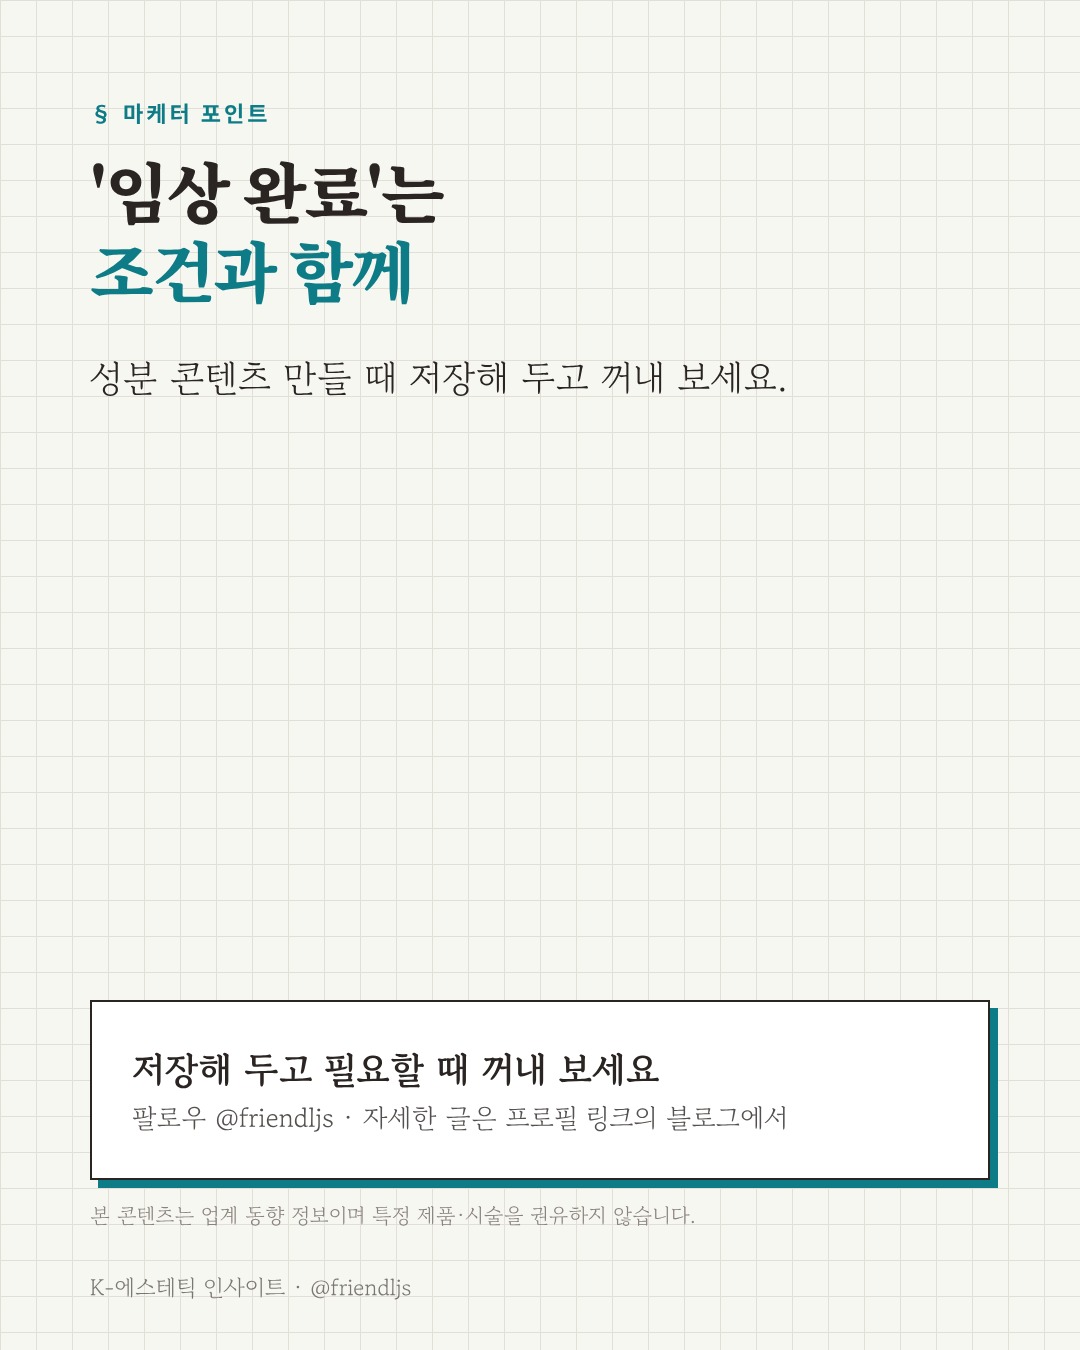 § 마케터 포인트
'임상 완료'는
조건과 함께
성분 콘텐츠 만들 때 저장해 두고 꺼내 보세요.
저장해 두고 필요할 때 꺼내 보세요
팔로우 @friendljs · 자세한 글은 프로필 링크의 블로그에서
본 콘텐츠는 업계 동향 정보이며 특정 제품·시술을 권유하지 않습니다.
K-에스테틱 인사이트 · @friendljs